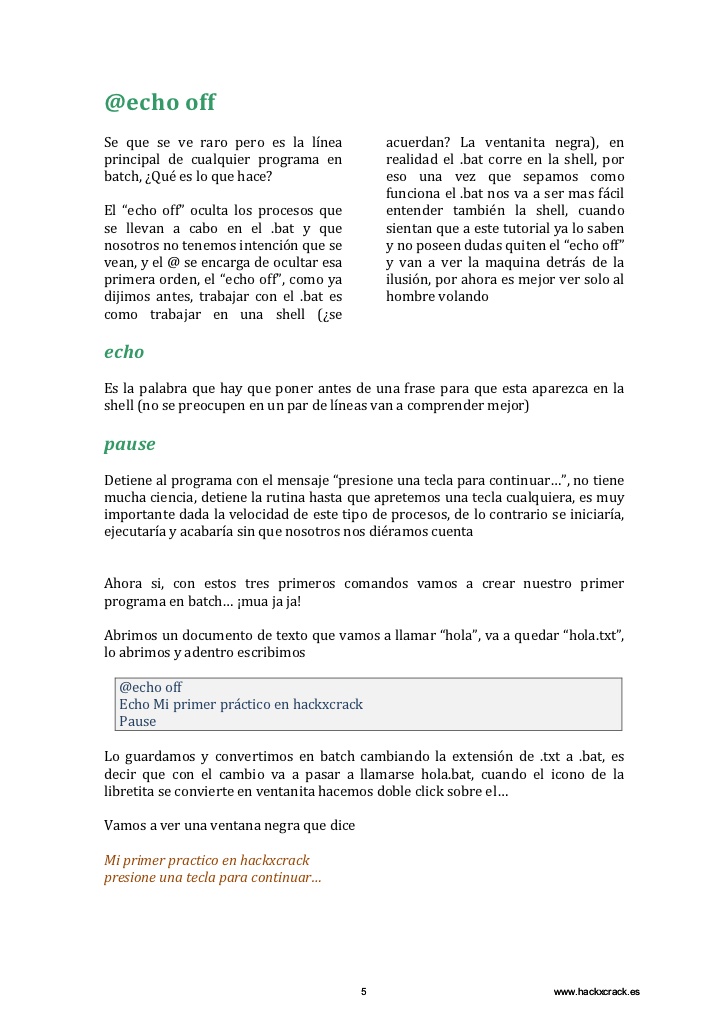 @echo off
Se que se ve raro pero es la línea
principal de cualquier programa en
batch, ¿Qué es lo que hace?
El “echo off” oculta los procesos que
se llevan a cabo en el .bat y que
nosotros no tenemos intención que se
vean, y el @ se encarga de ocultar esa
primera orden, el “echo off”, como ya
dijimos antes, trabajar con el .bat es
como trabajar en una shell (¿se
acuerdan? La ventanita negra), en
realidad el .bat corre en la shell, por
eso una vez que sepamos como
funciona el .bat nos va a ser mas fácil
entender también la shell, cuando
sientan que a este tutorial ya lo saben
y no poseen dudas quiten el “echo off”
y van a ver la maquina detrás de la
ilusión, por ahora es mejor ver solo al
hombre volando
echo
Es la palabra que hay que poner antes de una frase para que esta aparezca en la
shell (no se preocupen en un par de líneas van a comprender mejor)
pause
Detiene al programa con el mensaje “presione una tecla para continuar…”, no tiene
mucha ciencia, detiene la rutina hasta que apretemos una tecla cualquiera, es muy
importante dada la velocidad de este tipo de procesos, de lo contrario se iniciaría,
ejecutaría y acabaría sin que nosotros nos diéramos cuenta
Ahora si, con estos tres primeros comandos vamos a crear nuestro primer
programa en batch… ¡mua ja ja!
Abrimos un documento de texto que vamos a llamar “hola”, va a quedar “hola.txt”,
lo abrimos y adentro escribimos
@echo off
Echo Mi primer práctico en hackxcrack
Pause
Lo guardamos y convertimos en batch cambiando la extensión de .txt a .bat, es
decir que con el cambio va a pasar a llamarse hola.bat, cuando el icono de la
libretita se convierte en ventanita hacemos doble click sobre el…
Vamos a ver una ventana negra que dice
Mi primer practico en hackxcrack
presione una tecla para continuar…
5
www.hackxcrack.es